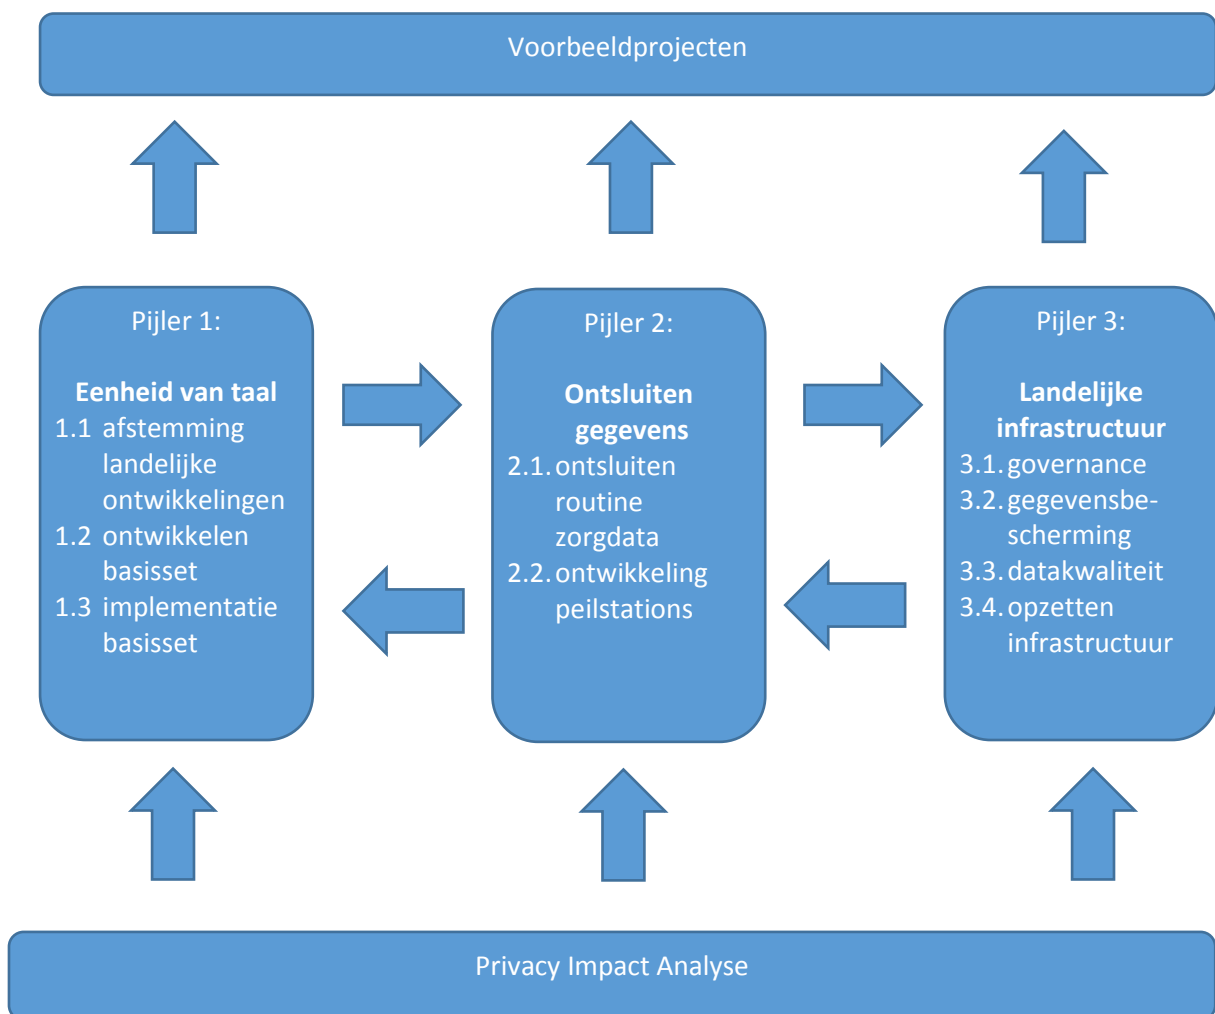 Voorbeeldprojecten
Pijler 1:
Eenheid van taal
1.1 afstemming
landelijke
ontwikkelingen
1.2 ontwikkelen
basisset
1.3 implementatie
basisset
Pijler 2:
Ontsluiten
gegevens
2.1. ontsluiten
routine
zorgdata
2.2. ontwikkeling
peilstations
Pijler 3:
Landelijke
infrastructuur
3.1. governance
3.2. gegevensbe-
scherming
3.3. datakwaliteit
3.4. opzetten
infrastructuur
Privacy Impact Analyse